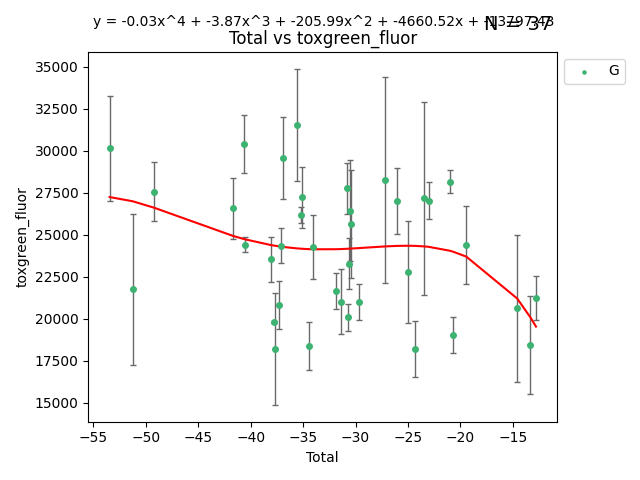 y = -0.03x^4 + -3.87x^3 + -205.99x^2 + -4660.52x +
N = 37
Total vs toxgreen_fluor
G
35000
32500
30000
27500
25000
22500
20000
17500
15000
toxgreen_fluor
−55 −50 −45 −40 −35 −30 −25 −20 −15
Total